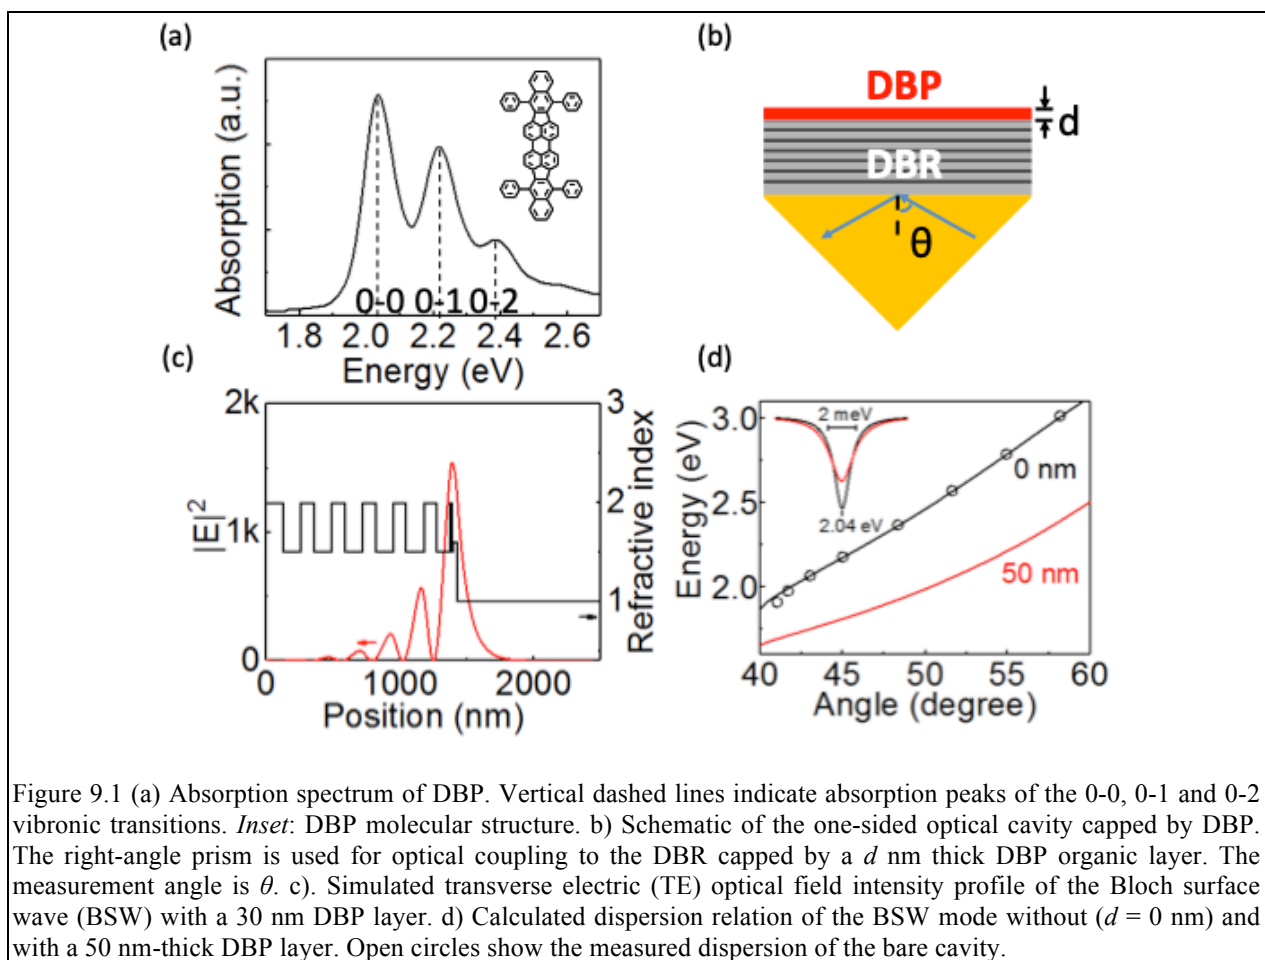 (a)
Absorption (a.u.)
0-0 0-1 0-2
1.8 2.0 2.2 2.4 2.6
Energy (eV)
(b)
DBP
d
DBR
θ
(c)
2k
1k
0
|E|²
3
2
1
Refractive index
0 1000 2000
Position (nm)
(d)
3.0
2.5
2.0
Energy (eV)
2 meV
2.04 eV
0 nm
50 nm
40 45 50 55 60
Angle (degree)
Figure 9.1 (a) Absorption spectrum of DBP. Vertical dashed lines indicate absorption peaks of the 0-0, 0-1 and 0-2
vibronic transitions. Inset: DBP molecular structure. b) Schematic of the one-sided optical cavity capped by DBP.
The right-angle prism is used for optical coupling to the DBR capped by a d nm thick DBP organic layer. The
measurement angle is θ. c). Simulated transverse electric (TE) optical field intensity profile of the Bloch surface
wave (BSW) with a 30 nm DBP layer. d) Calculated dispersion relation of the BSW mode without (d = 0 nm) and
with a 50 nm-thick DBP layer. Open circles show the measured dispersion of the bare cavity.